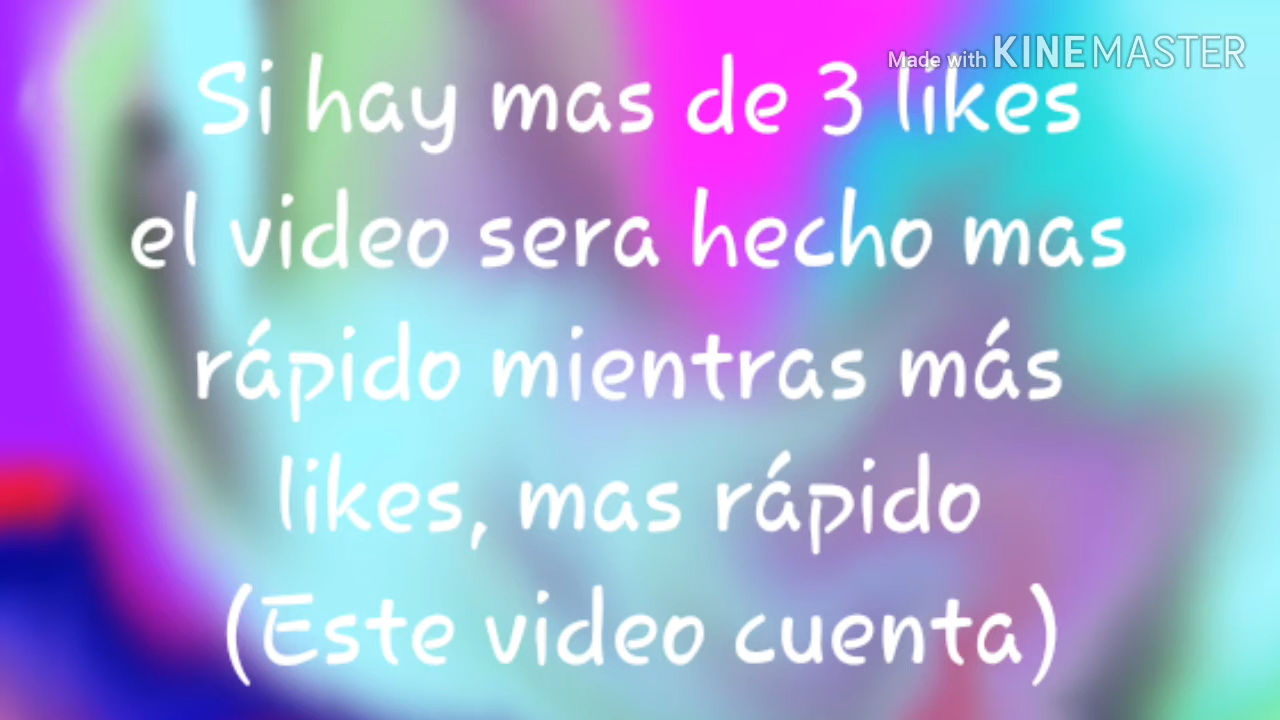 Made with KINEMASTER
Si hay mas de 3 likes
el video sera hecho mas
rápido mientras más
likes, mas rápido
(Este video cuenta)